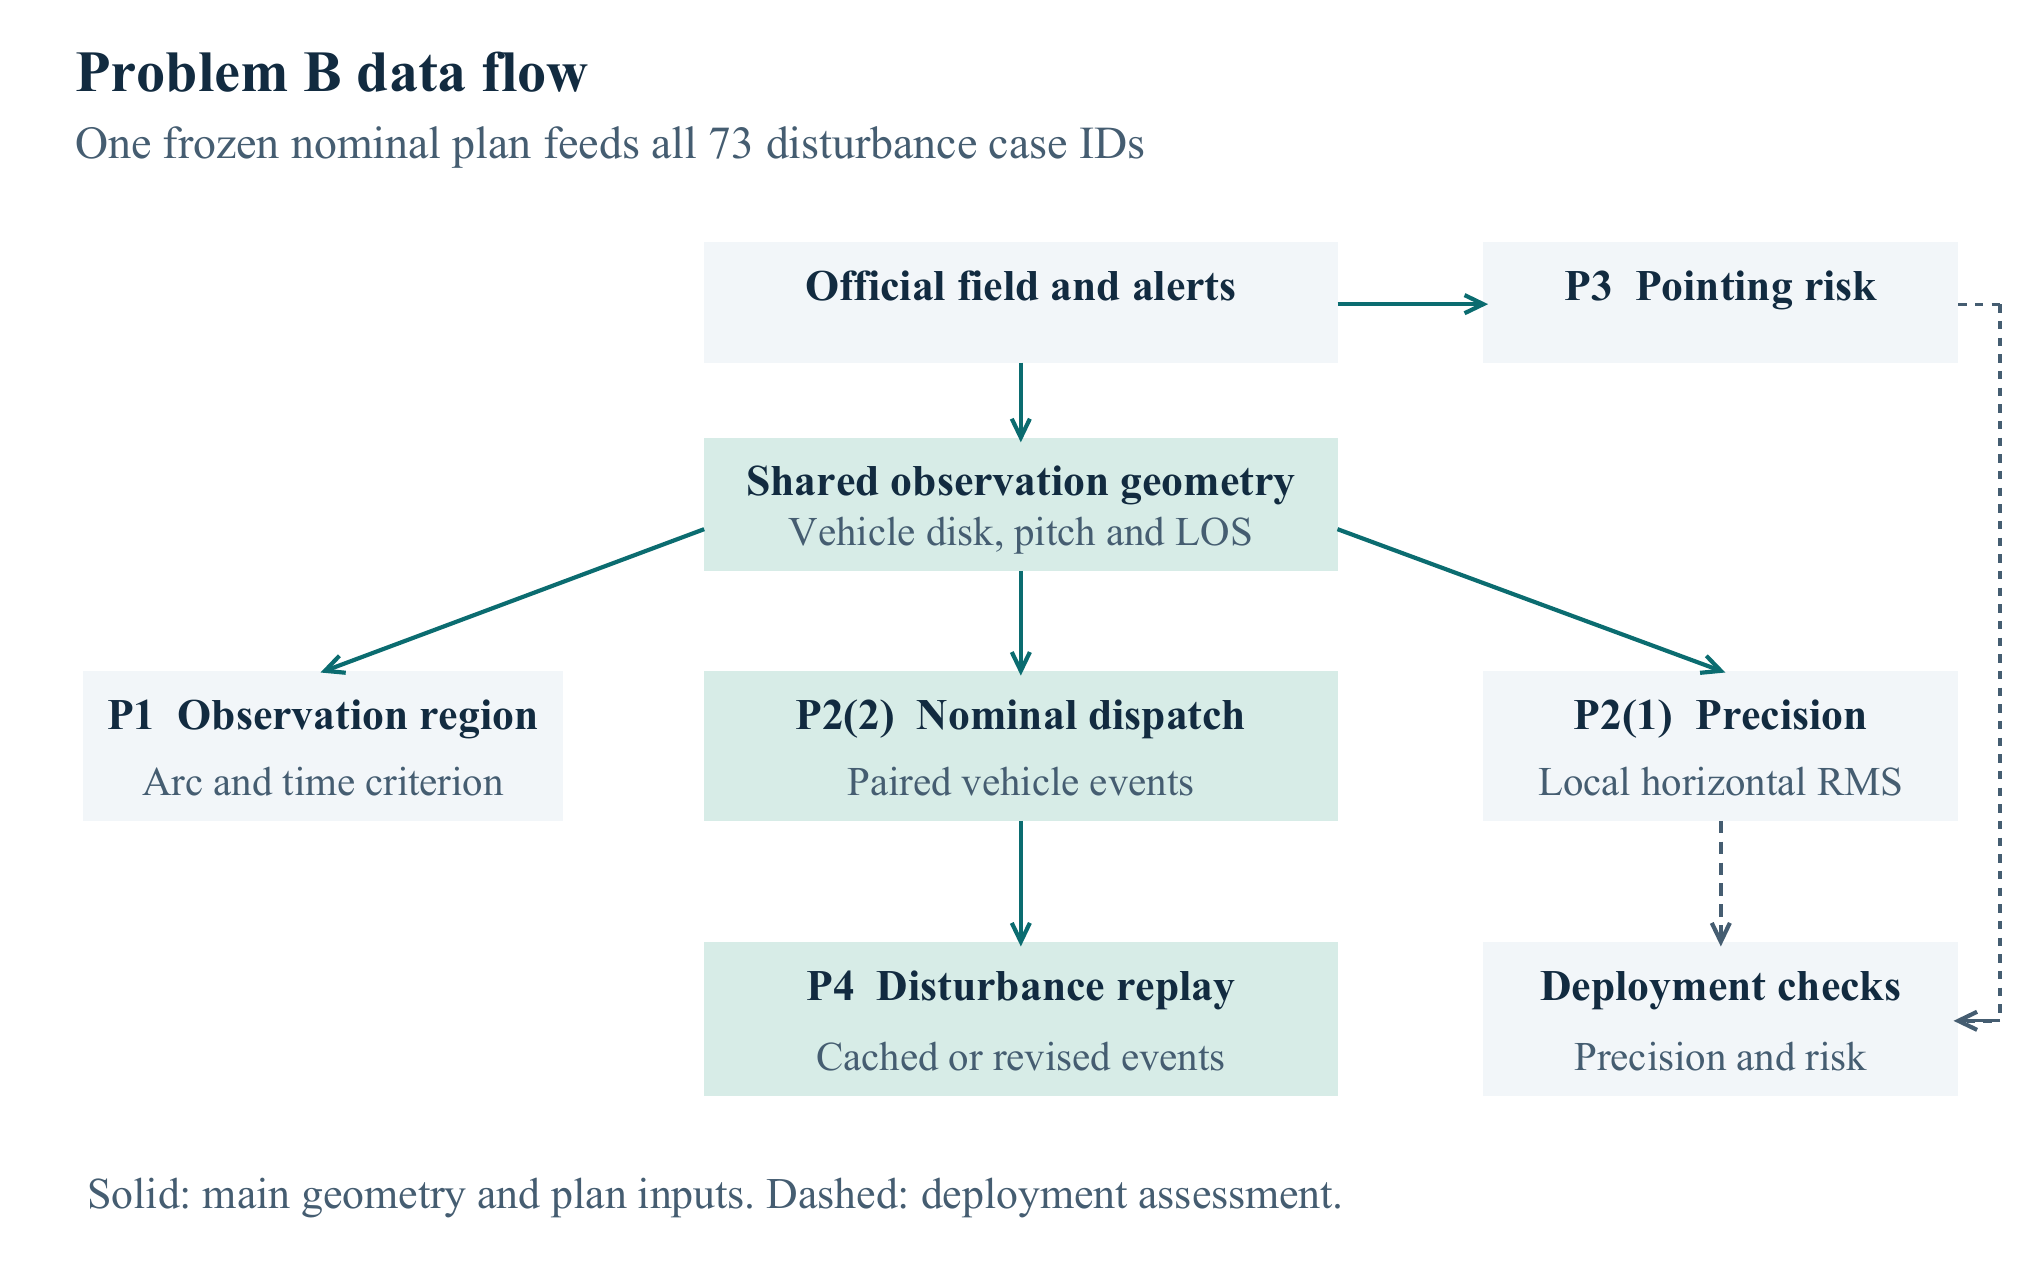 Problem B data flow
One frozen nominal plan feeds all 73 disturbance case IDs
Official field and alerts
P3 Pointing risk
Shared observation geometry
Vehicle disk, pitch and LOS
P1 Observation region
Arc and time criterion
P2(2) Nominal dispatch
Paired vehicle events
P2(1) Precision
Local horizontal RMS
P4 Disturbance replay
Cached or revised events
Deployment checks
Precision and risk
Solid: main geometry and plan inputs. Dashed: deployment assessment.